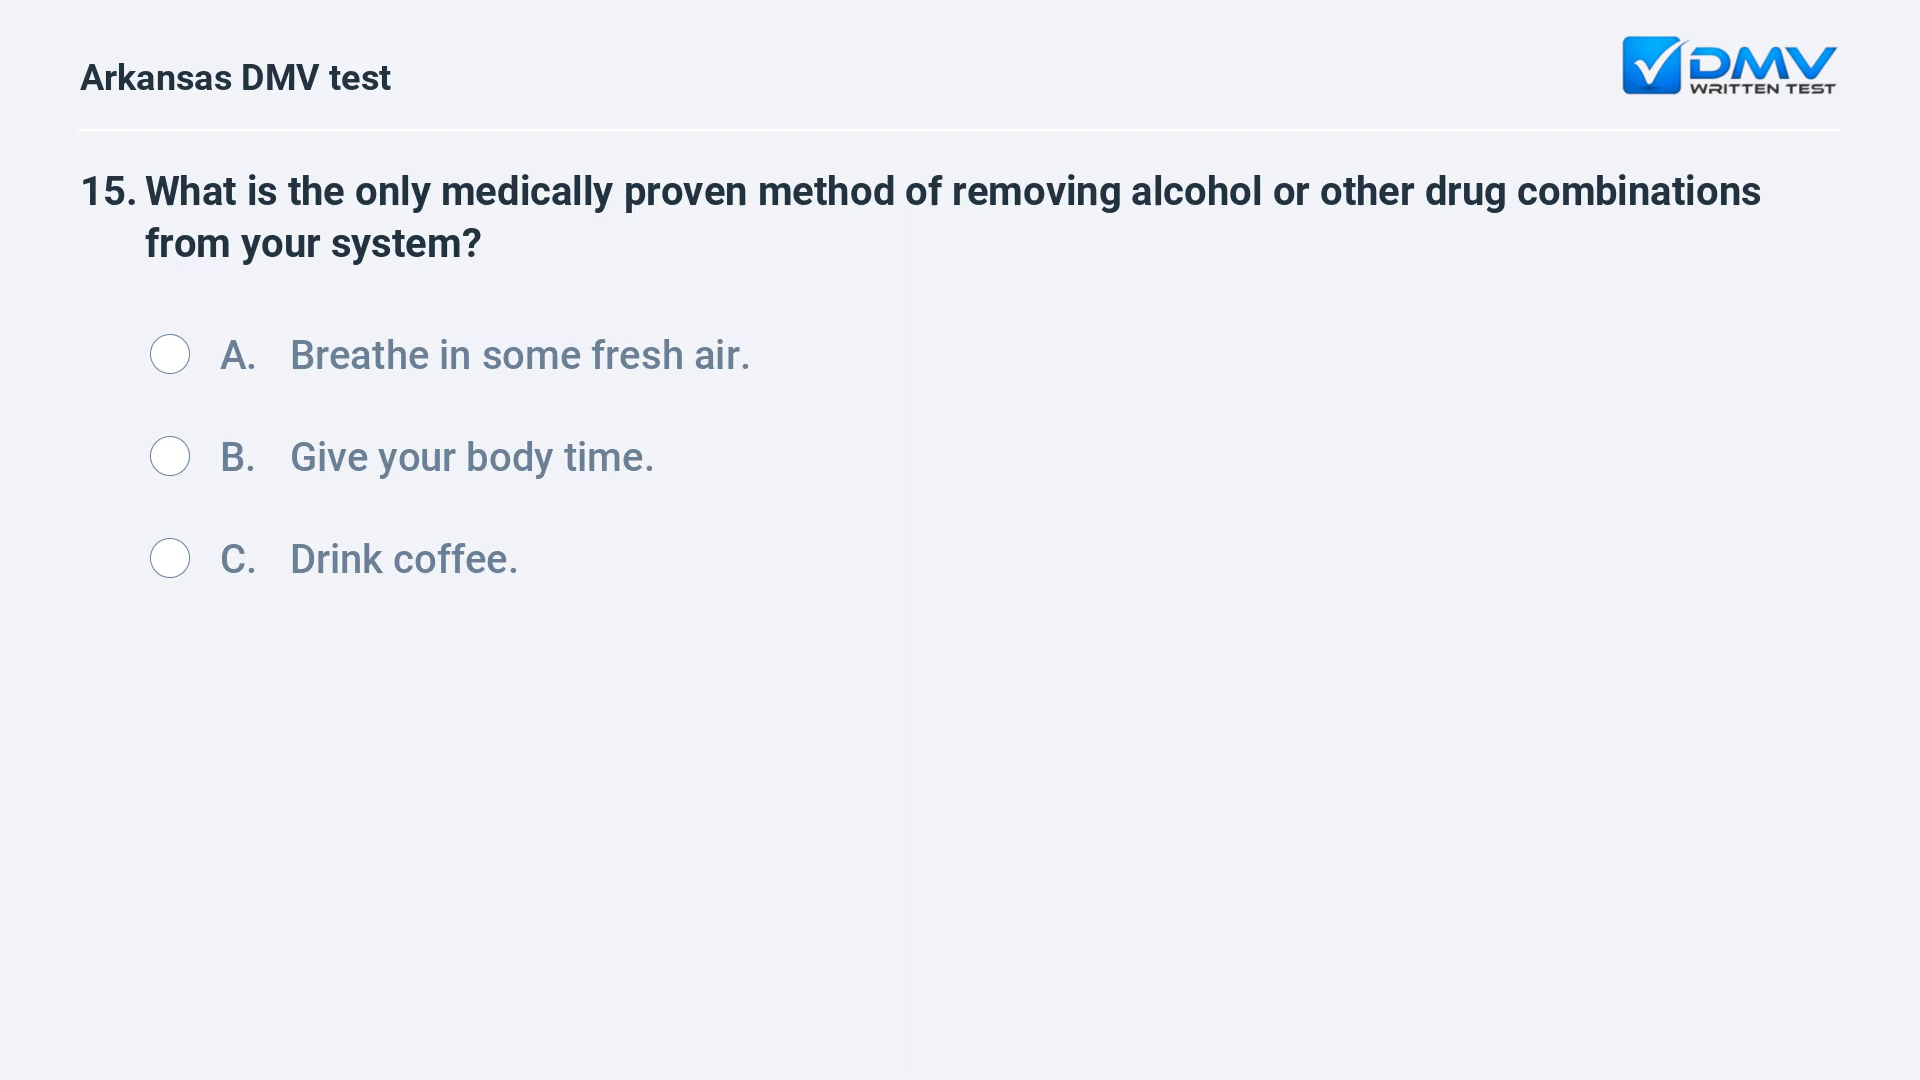 Arkansas DMV test
DMV
WRITTEN TEST
15. What is the only medically proven method of removing alcohol or other drug combinations
from your system?
A. Breathe in some fresh air.
B. Give your body time.
C. Drink coffee.